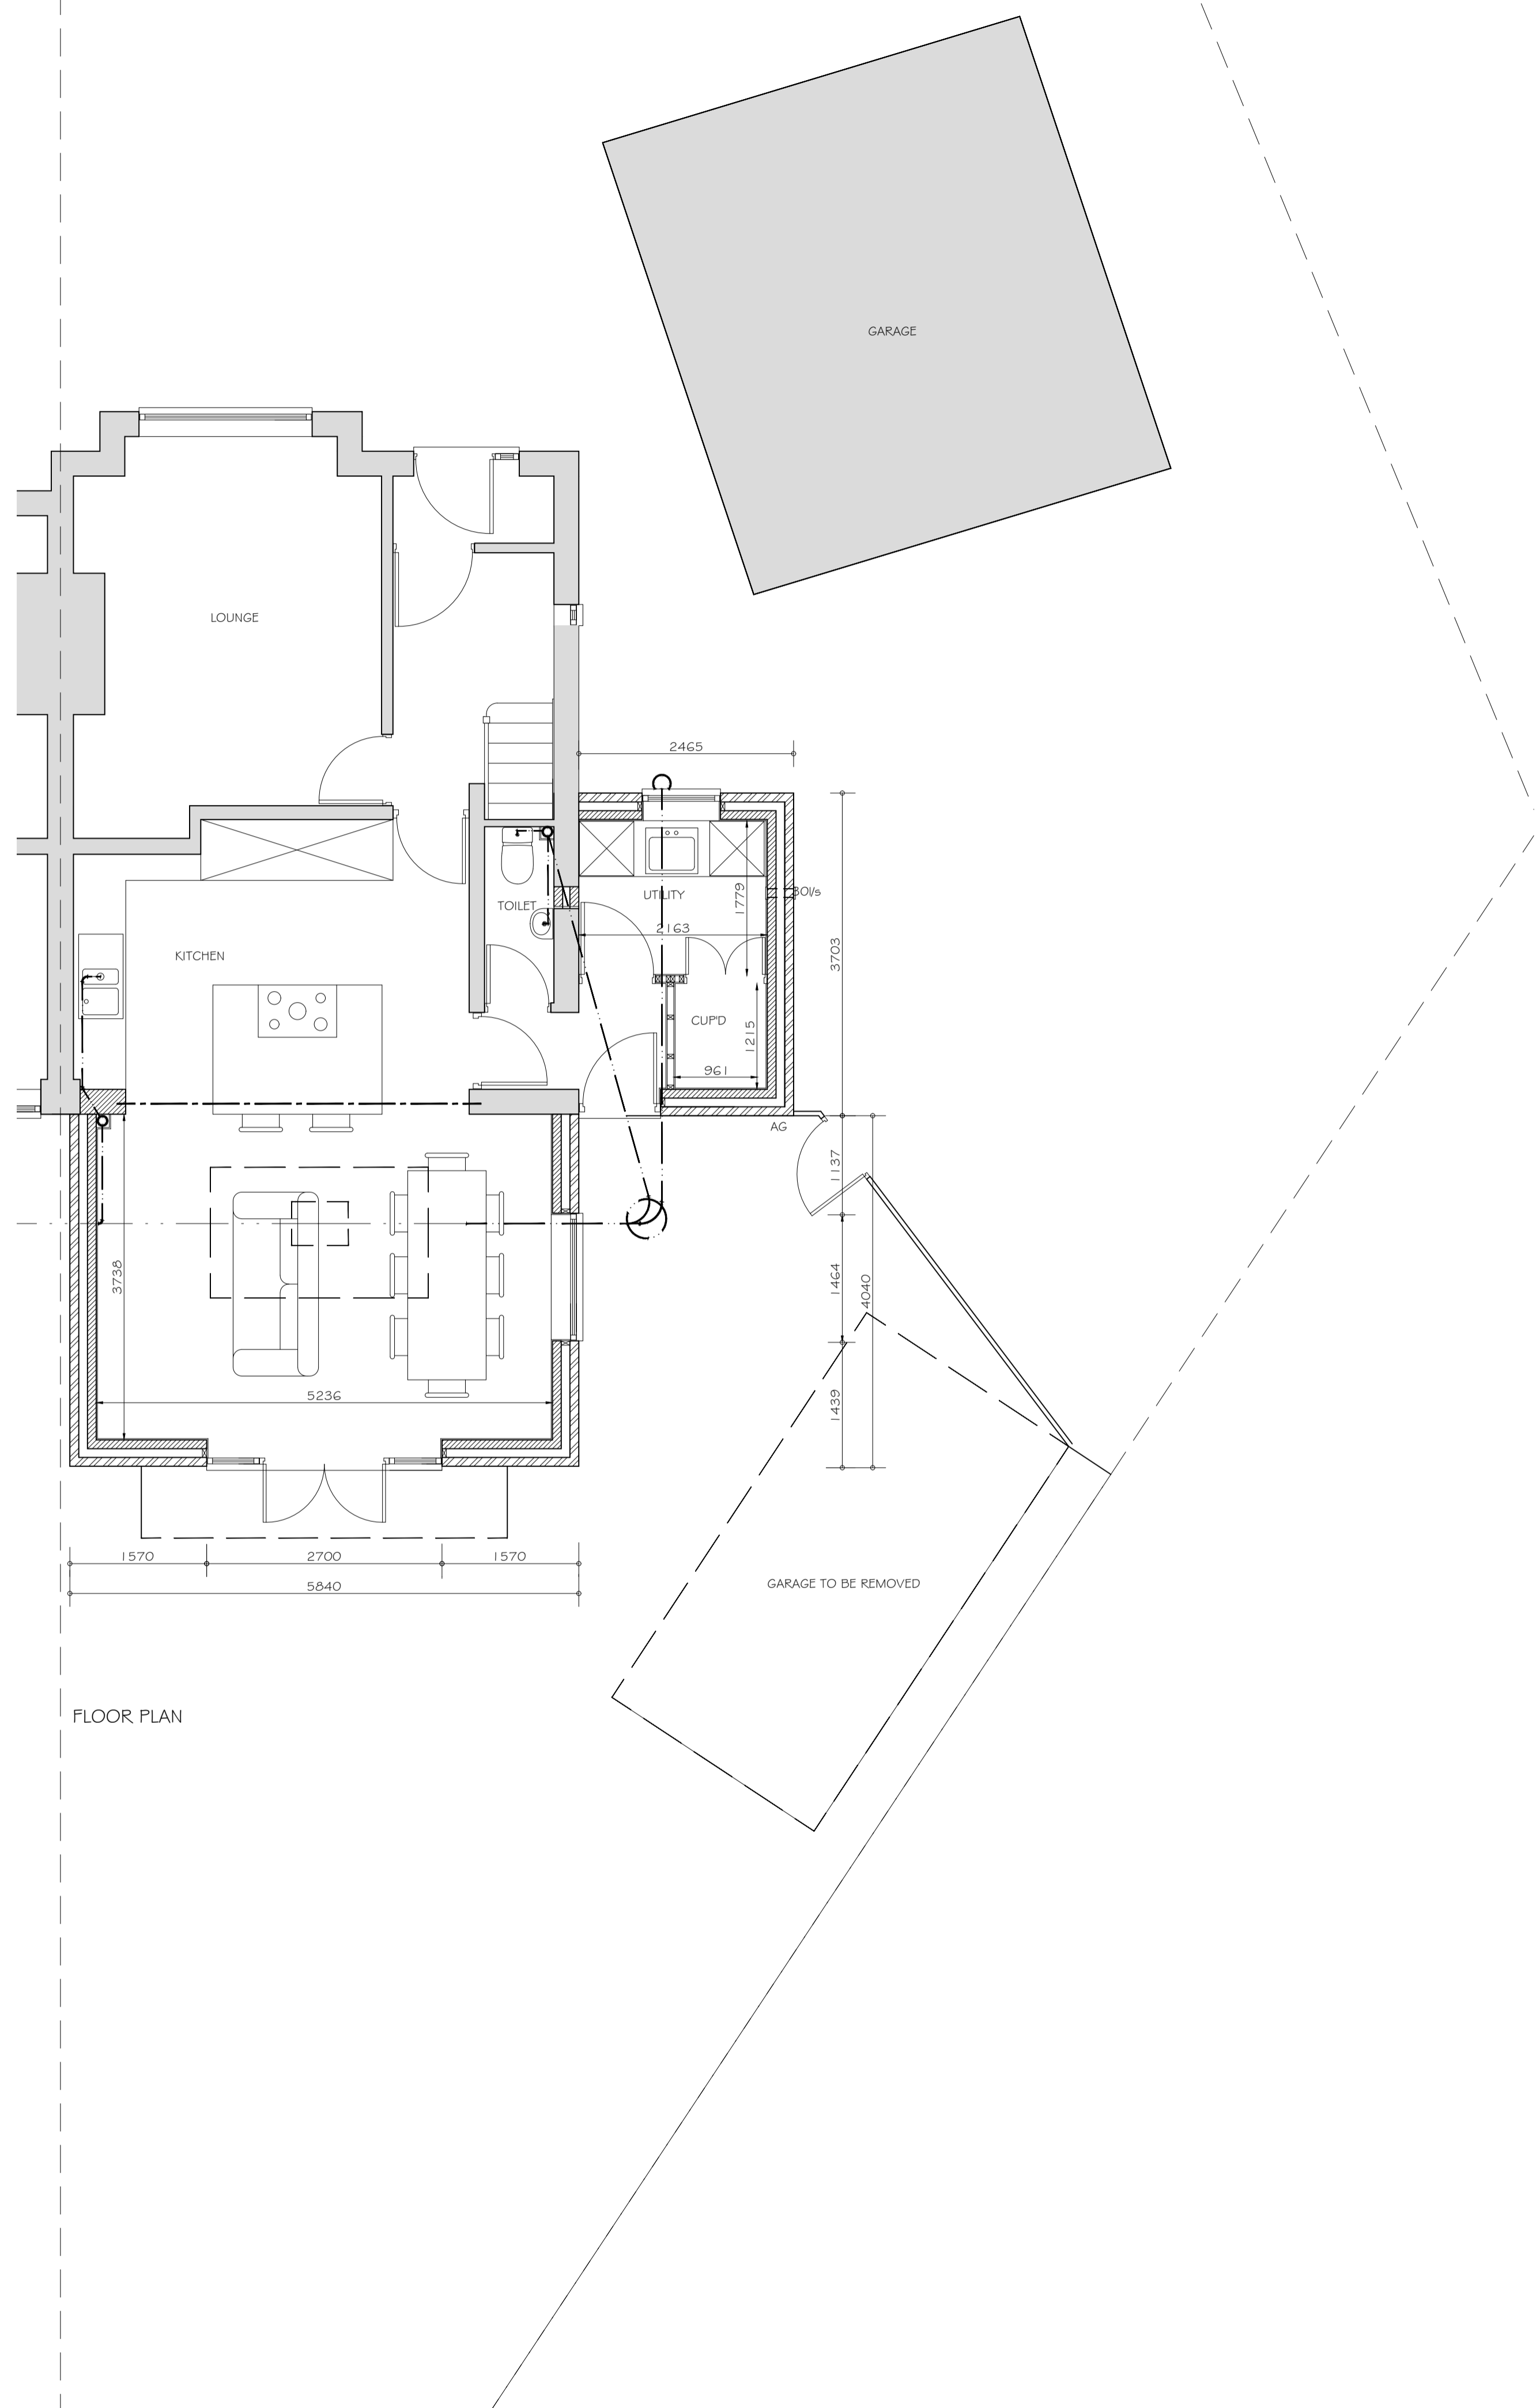 GARAGE
LOUNGE
2465
TOILET
UTILITY
30l/s
1779
2163
3703
KITCHEN
CUP'D
1215
961
AG
1137
3738
1464
4040
5236
1439
1570
2700
1570
5840
GARAGE TO BE REMOVED
FLOOR PLAN